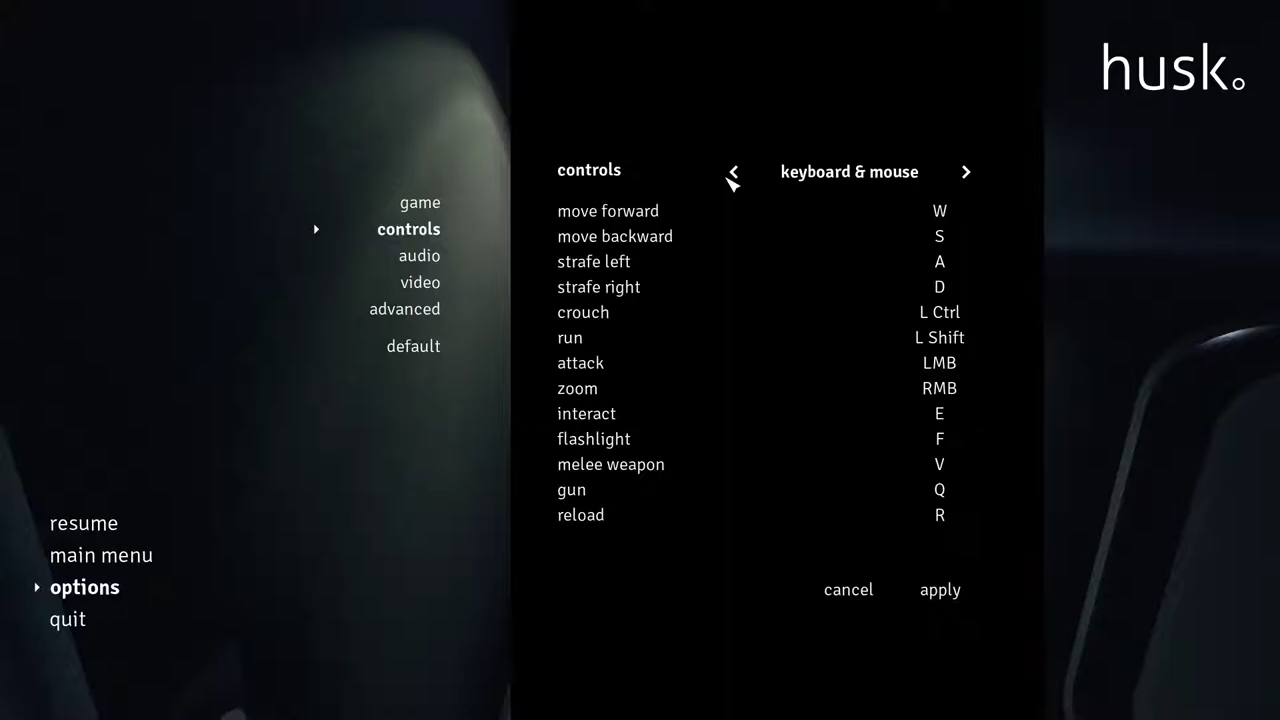 husk.
controls
keyboard & mouse
game
controls
audio
video
advanced
default
move forward W
move backward S
strafe left A
strafe right D
crouch L Ctrl
run L Shift
attack LMB
zoom RMB
interact E
flashlight F
melee weapon V
gun Q
reload R
cancel apply
resume
main menu
options
quit